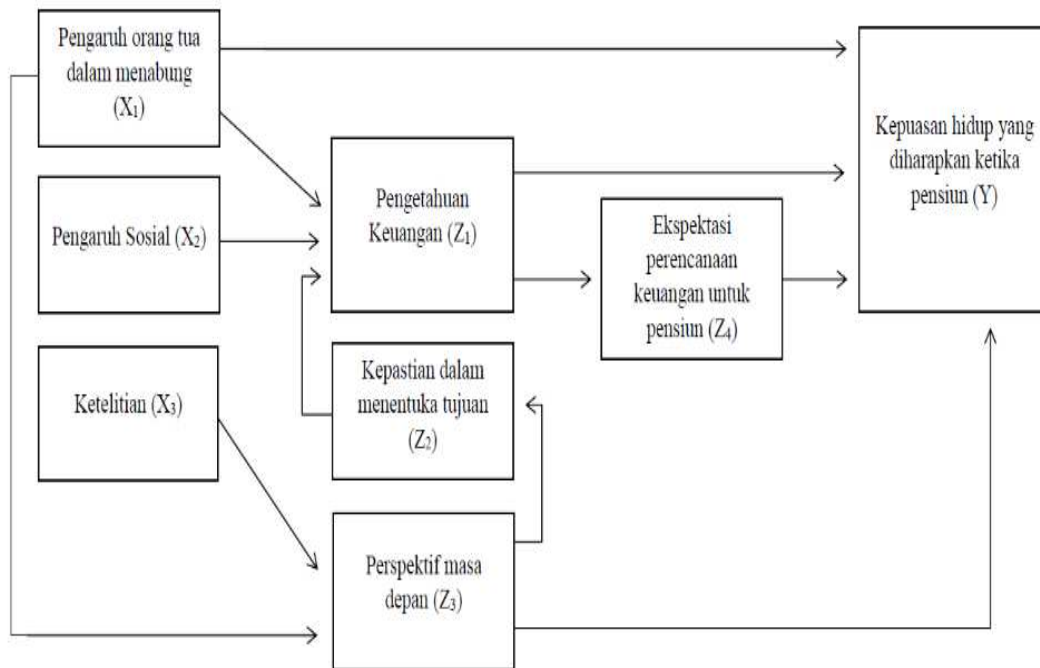 Pengaruh orang tua
dalam menabung
(X₁)
Pengaruh Sosial (X₂)
Ketelitian (X₃)
Pengetahuan
Keuangan (Z₁)
Kepastian dalam
menentuka tujuan
(Z₂)
Perspektif masa
depan (Z₃)
Ekspektasi
perencanaan
keuangan untuk
pensiun (Z₄)
Kepuasan hidup yang
diharapkan ketika
pensiun (Y)